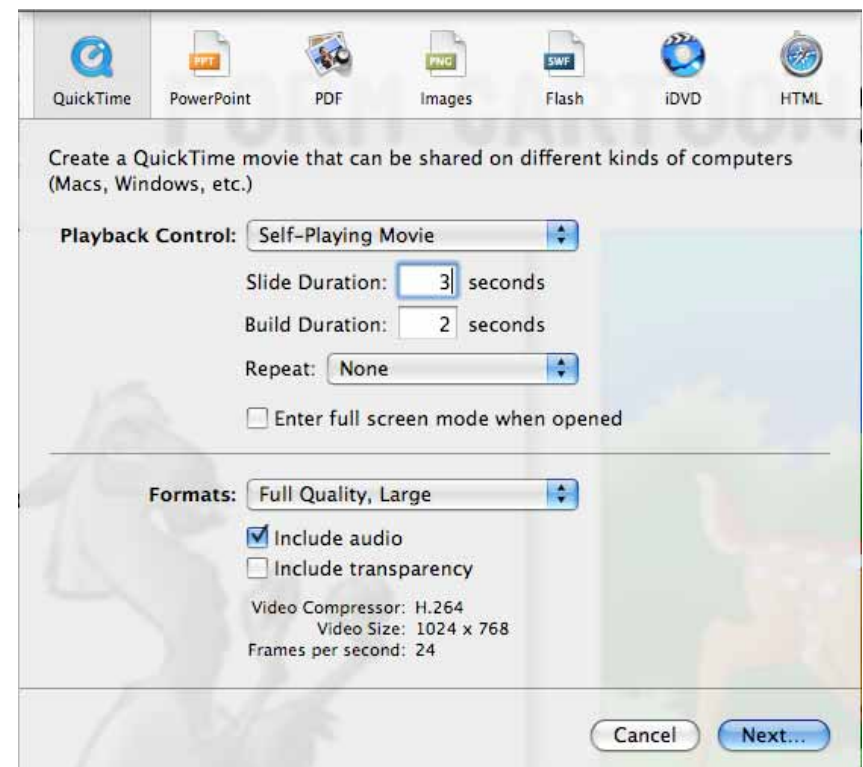 PPT PNG SWF
QuickTime PowerPoint PDF Images Flash iDVD HTML
FORM CARTOON
Create a QuickTime movie that can be shared on different kinds of computers
(Macs, Windows, etc.)
Playback Control: Self-Playing Movie
Slide Duration: 3 seconds
Build Duration: 2 seconds
Repeat: None
Enter full screen mode when opened
Formats: Full Quality, Large
Include audio
Include transparency
Video Compressor: H.264
Video Size: 1024 x 768
Frames per second: 24
Cancel Next...